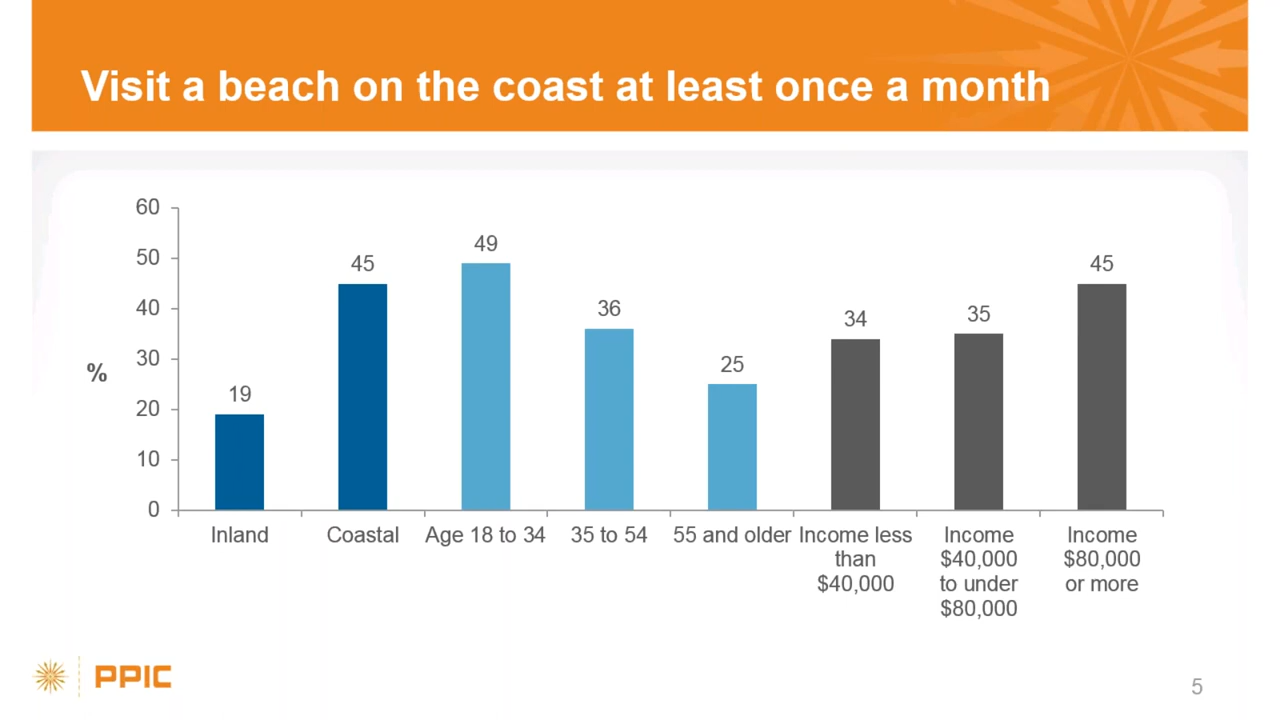 Visit a beach on the coast at least once a month
60
50
40
30
20
10
0
%
19
45
49
36
25
34
35
45
Inland
Coastal
Age 18 to 34
35 to 54
55 and older
Income less
than
$40,000
Income
$40,000
to under
$80,000
Income
$80,000
or more
PPIC
5